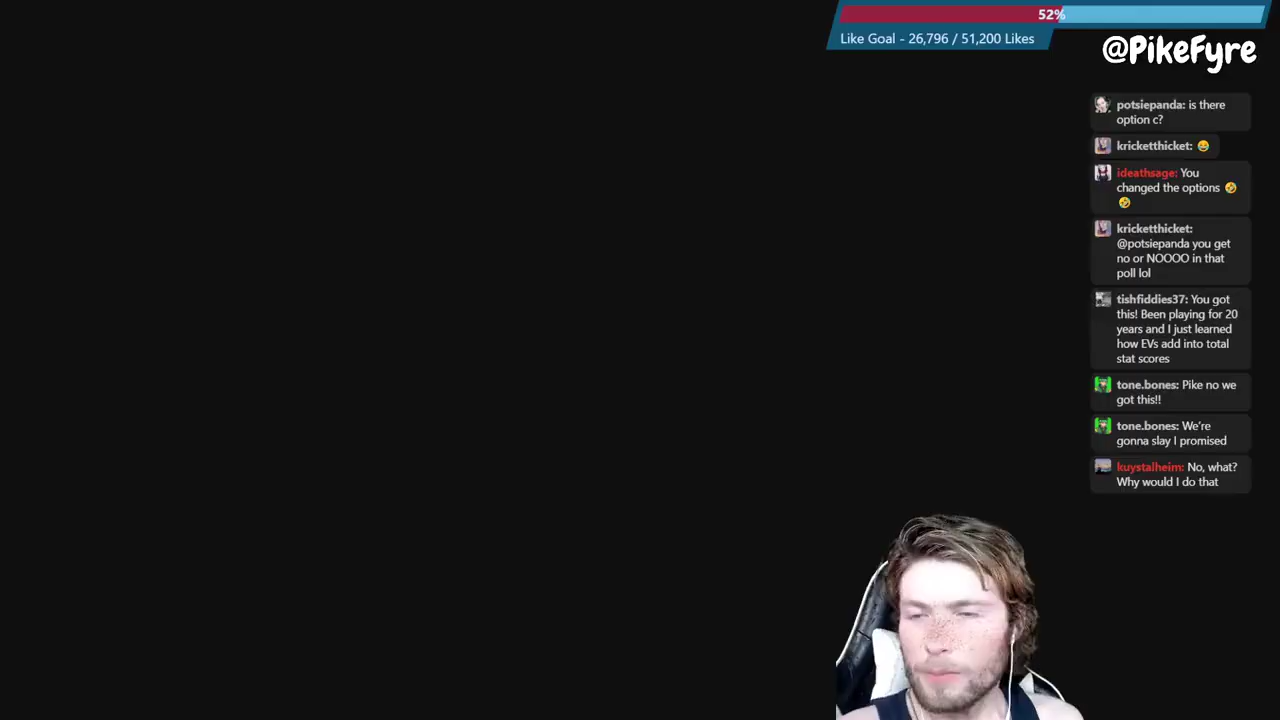 52%
Like Goal - 26,796 / 51,200 Likes
@PikeFyre
potsiepanda: is there
option c?
kricketthicket: 😂
ideathsage: You
changed the options 🤣
🤣
kricketthicket:
@potsiepanda you get
no or NOOOO in that
poll lol
tishfiddies37: You got
this! Been playing for 20
years and I just learned
how EVs add into total
stat scores
tone.bones: Pike no we
got this!!
tone.bones: We're
gonna slay I promised
kuystalheim: No, what?
Why would I do that